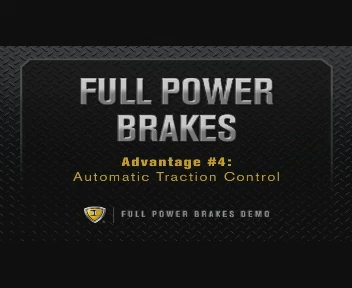 FULL POWER
BRAKES
Advantage #4:
Automatic Traction Control
FULL POWER BRAKES DEMO